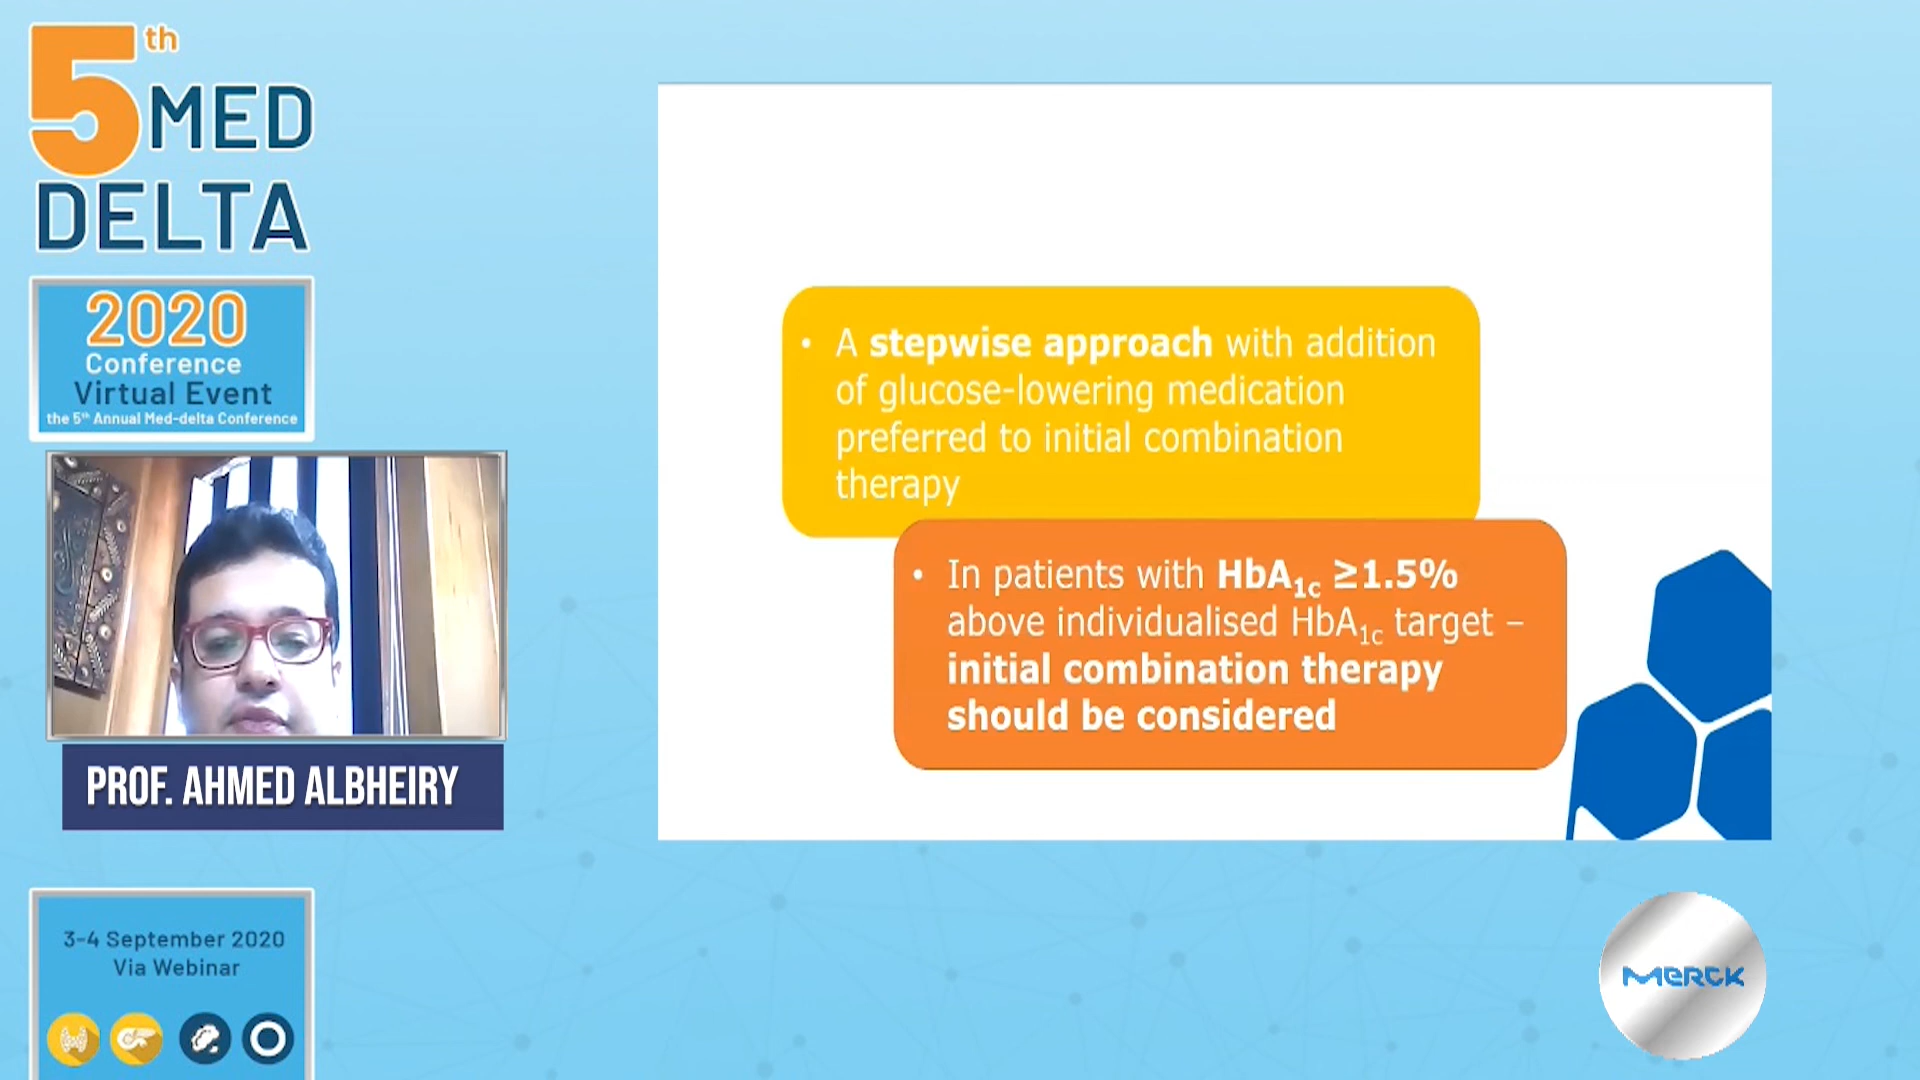 5th MED
DELTA
2020
Conference
Virtual Event
the 5th Annual Med-delta Conference
PROF. AHMED ALBHEIRY
3-4 September 2020
Via Webinar
• A stepwise approach with addition
of glucose-lowering medication
preferred to initial combination
therapy
• In patients with HbA1c ≥1.5%
above individualised HbA1c target –
initial combination therapy
should be considered
MERCK